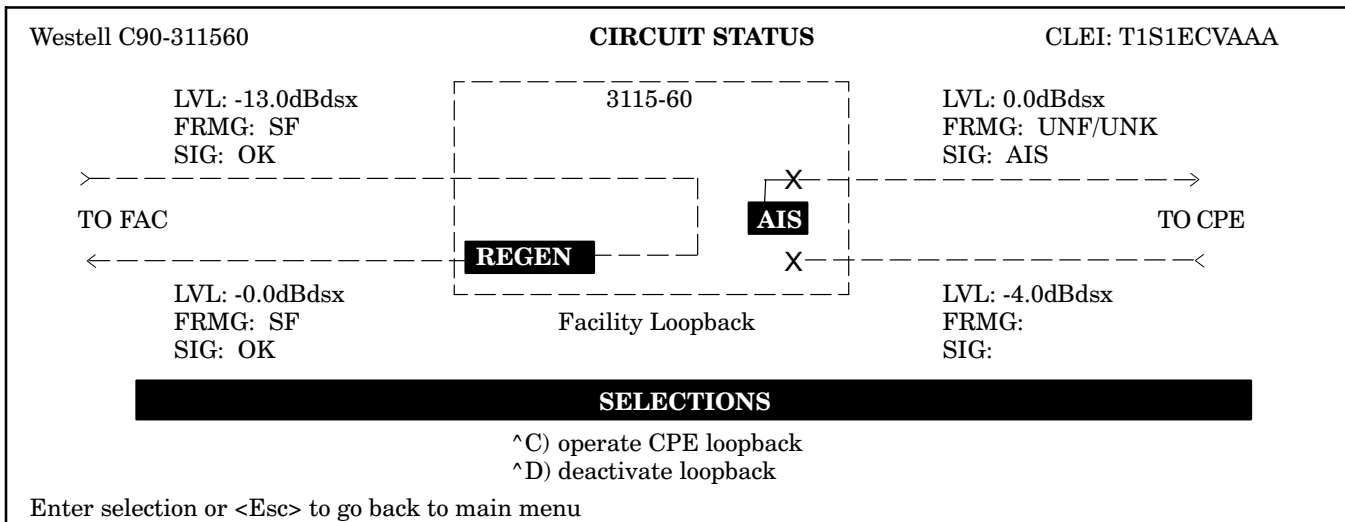 Westell C90-311560 CIRCUIT STATUS CLEI: T1S1ECVAAA
LVL: -13.0dBdsx 3115-60 LVL: 0.0dBdsx
FRMG: SF FRMG: UNF/UNK
SIG: OK SIG: AIS
X
TO FAC AIS TO CPE
REGEN X
LVL: -0.0dBdsx LVL: -4.0dBdsx
FRMG: SF Facility Loopback FRMG:
SIG: OK SIG:
SELECTIONS
^C) operate CPE loopback
^D) deactivate loopback
Enter selection or <Esc> to go back to main menu